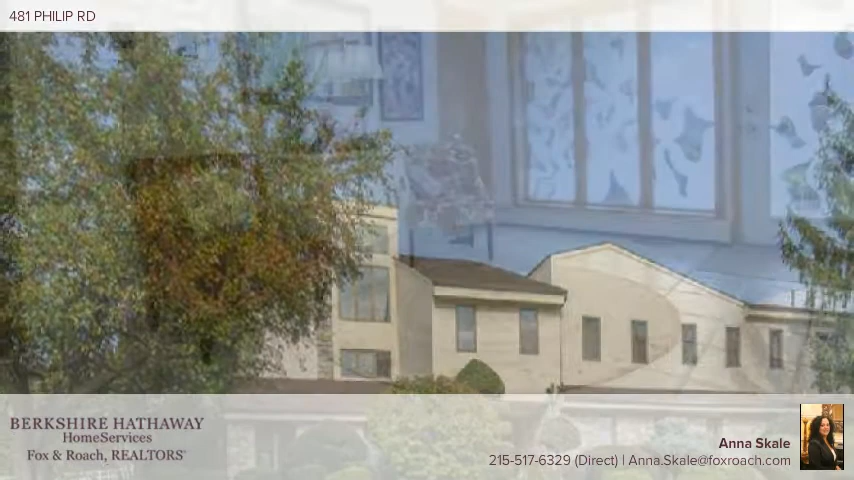 481 PHILIP RD
BERKSHIRE HATHAWAY
HomeServices
Fox & Roach, REALTORS®
Anna Skale
215-517-6329 (Direct) | Anna.Skale@foxroach.com